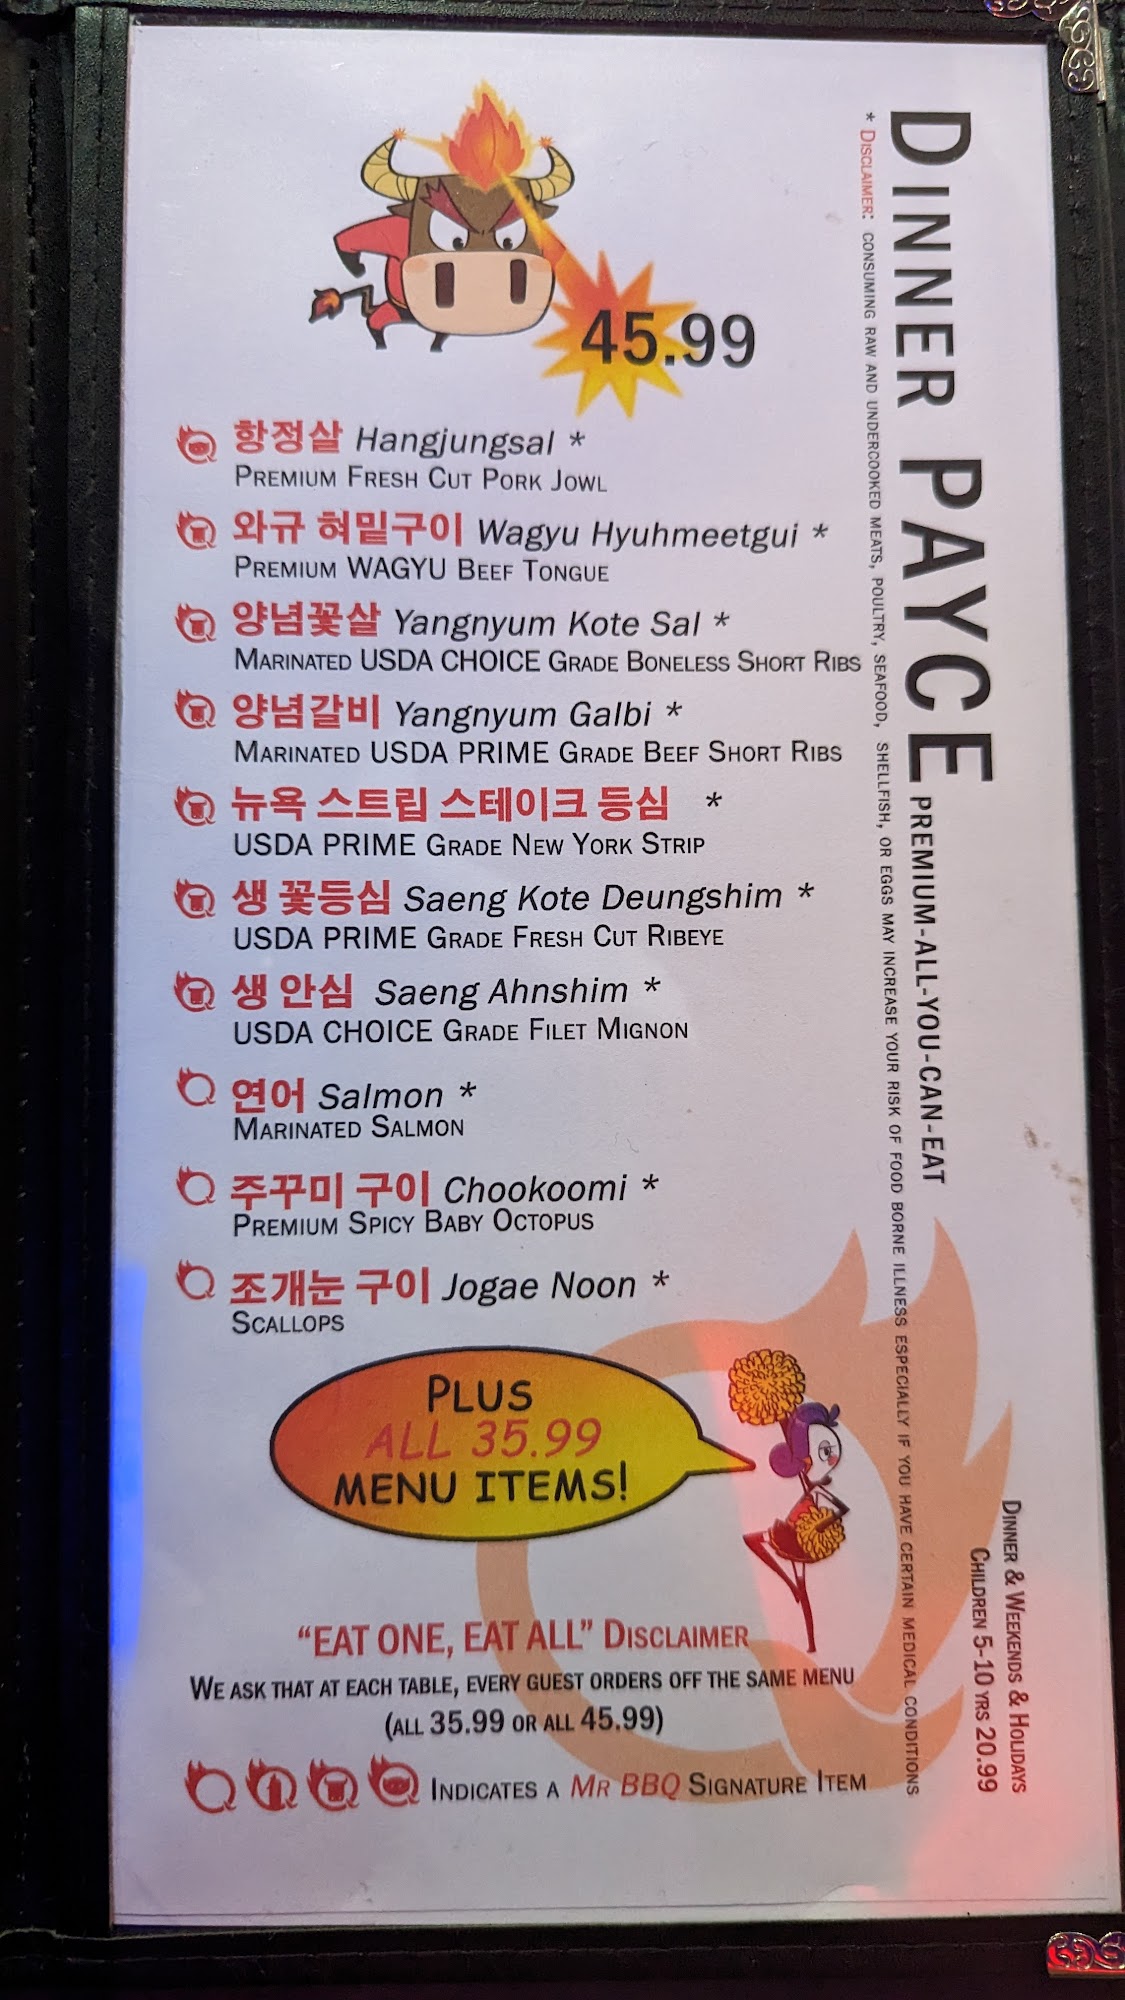 45.99
항정살 Hangjungsal *
Premium Fresh Cut Pork Jowl
와규 혀밑구이 Wagyu Hyuhmeetgui *
Premium WAGYU Beef Tongue
양념꽃살 Yangnyum Kote Sal *
Marinated USDA CHOICE Grade Boneless Short Ribs
양념갈비 Yangnyum Galbi *
Marinated USDA PRIME Grade Beef Short Ribs
뉴욕 스트립 스테이크 등심 *
USDA PRIME Grade New York Strip
생 꽃등심 Saeng Kote Deungshim *
USDA PRIME Grade Fresh Cut Ribeye
생 안심 Saeng Ahnshim *
USDA CHOICE Grade Filet Mignon
연어 Salmon *
Marinated Salmon
주꾸미 구이 Chookoomi *
Premium Spicy Baby Octopus
조개눈 구이 Jogae Noon *
Scallops
PLUS
ALL 35.99
MENU ITEMS!
"EAT ONE, EAT ALL" Disclaimer
We ask that at each table, every guest orders off the same menu
(all 35.99 or all 45.99)
Indicates a Mr BBQ Signature Item
Dinner PAYCE PREMIUM-ALL-YOU-CAN-EAT
* Disclaimer: consuming raw and undercooked meats, poultry, seafood, shellfish, or eggs may increase your risk of food borne illness especially if you have certain medical conditions
Dinner & Weekends & Holidays
Children 5-10 yrs 20.99